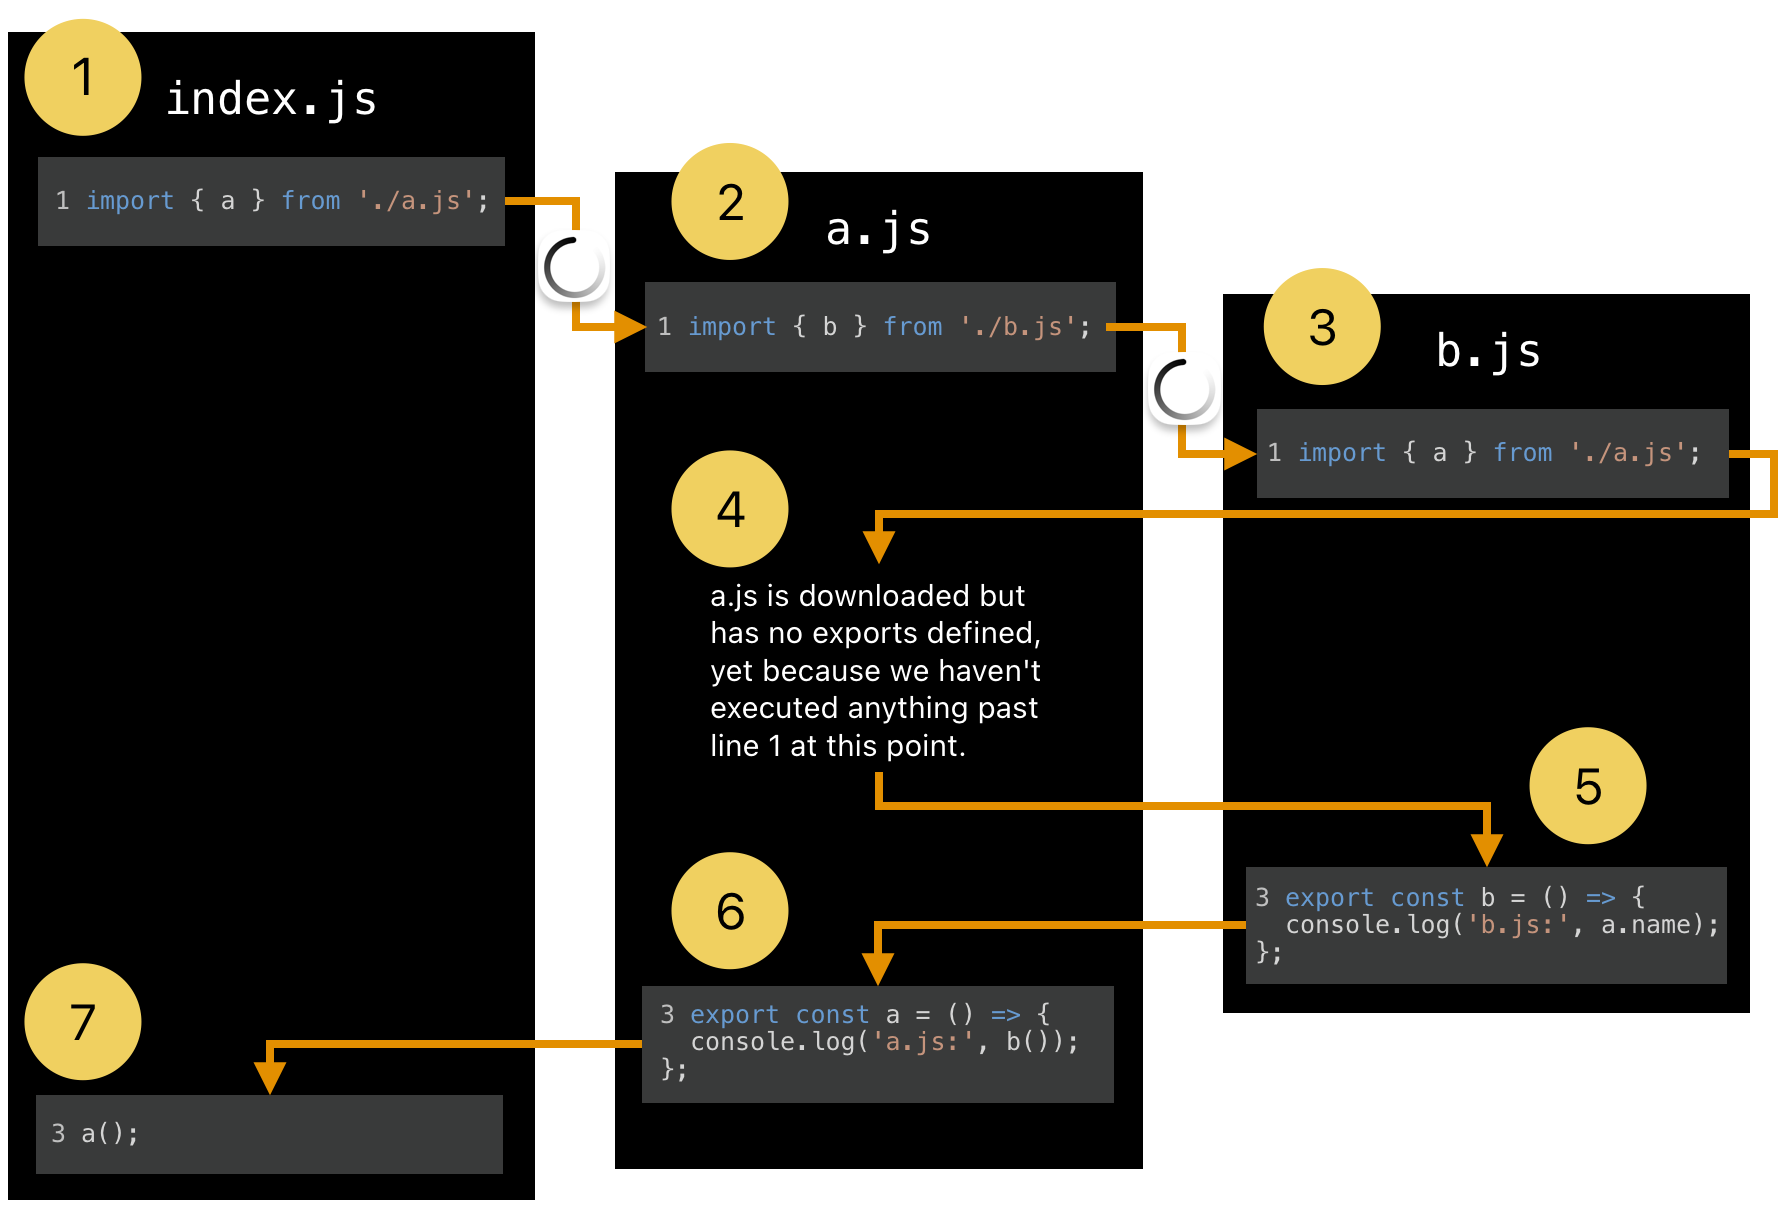 1
index.js
1 import { a } from './a.js';
2
a.js
1 import { b } from './b.js';
3
b.js
1 import { a } from './a.js';
4
a.js is downloaded but
has no exports defined,
yet because we haven't
executed anything past
line 1 at this point.
5
3 export const b = () => {
console.log('b.js:', a.name);
};
6
3 export const a = () => {
console.log('a.js:', b());
};
7
3 a();